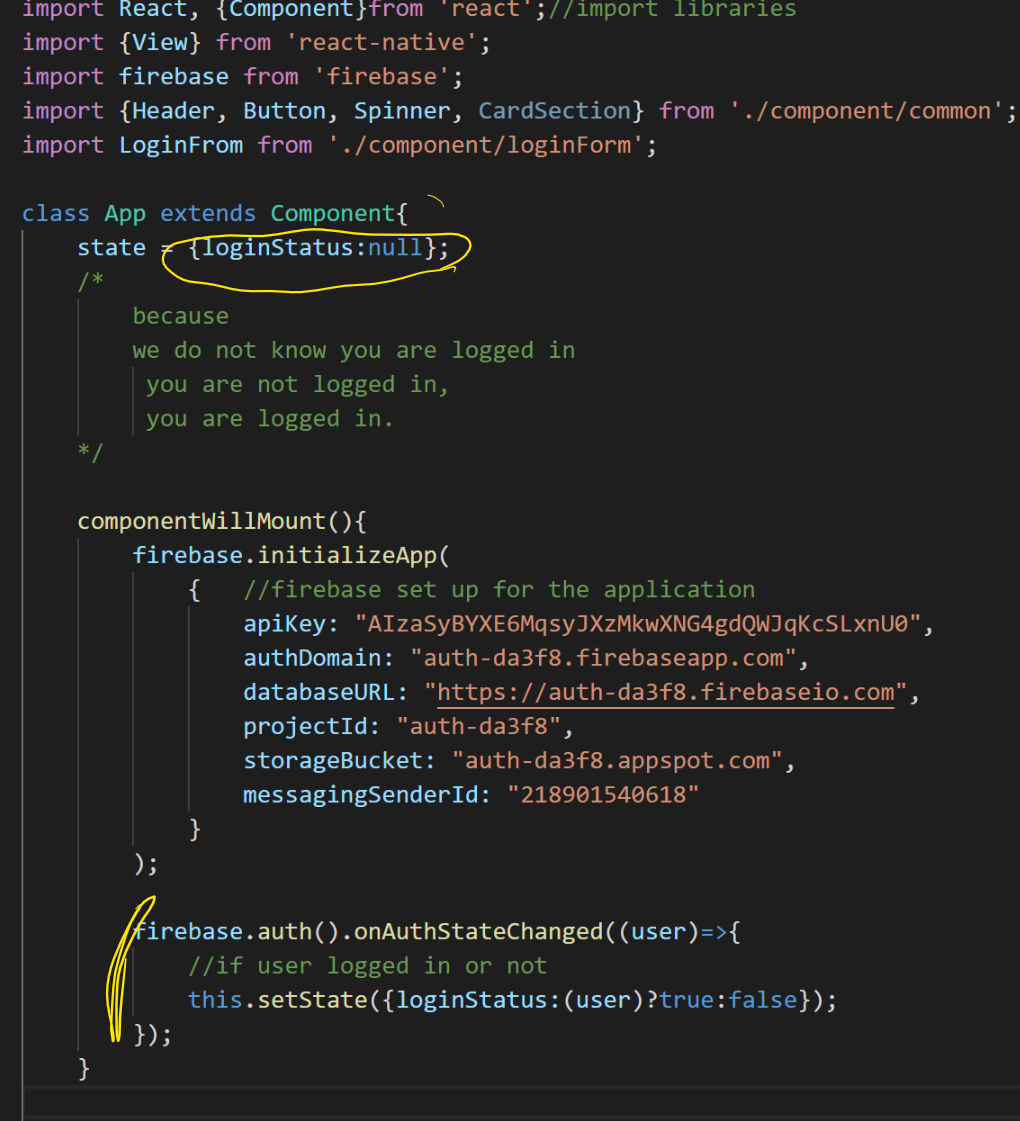 import React, {Component}from 'react';//import libraries
import {View} from 'react-native';
import firebase from 'firebase';
import {Header, Button, Spinner, CardSection} from './component/common';
import LoginFrom from './component/loginForm';
class App extends Component{
state = {loginStatus:null};
/*
because
we do not know you are logged in
you are not logged in,
you are logged in.
*/
componentWillMount(){
firebase.initializeApp(
{ //firebase set up for the application
apiKey: "AIzaSyBYXE6MqsyJXzMkwXNG4gdQWJqKcSLxnU0",
authDomain: "auth-da3f8.firebaseapp.com",
databaseURL: "https://auth-da3f8.firebaseio.com",
projectId: "auth-da3f8",
storageBucket: "auth-da3f8.appspot.com",
messagingSenderId: "218901540618"
}
);
firebase.auth().onAuthStateChanged((user)=>{
//if user logged in or not
this.setState({loginStatus:(user)?true:false});
});
}